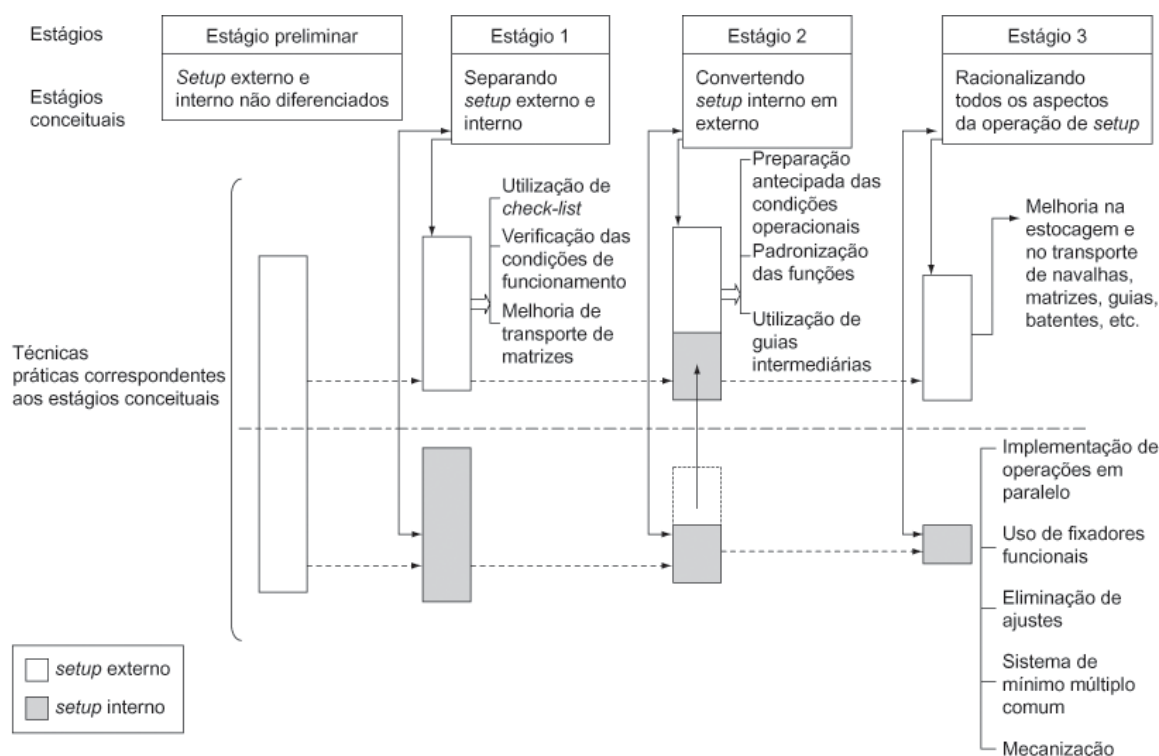 Estágios
Estágio preliminar
Estágio 1
Estágio 2
Estágio 3
Estágios
conceituais
Setup externo e
interno não diferenciados
Separando
setup externo e
interno
Convertendo
setup interno em
externo
Racionalizando
todos os aspectos
da operação de setup
Técnicas
práticas correspondentes
aos estágios conceituais
Utilização de
check-list
Verificação das
condições de
funcionamento
Melhoria de
transporte de
matrizes
Preparação
antecipada das
condições
operacionais
Padronização
das funções
Utilização de
guias
intermediárias
Melhoria na
estocagem e
no transporte
de navalhas,
matrizes, guias,
batentes, etc.
Implementação de
operações em
paralelo
Uso de fixadores
funcionais
Eliminação de
ajustes
Sistema de
mínimo múltiplo
comum
Mecanização
setup externo
setup interno